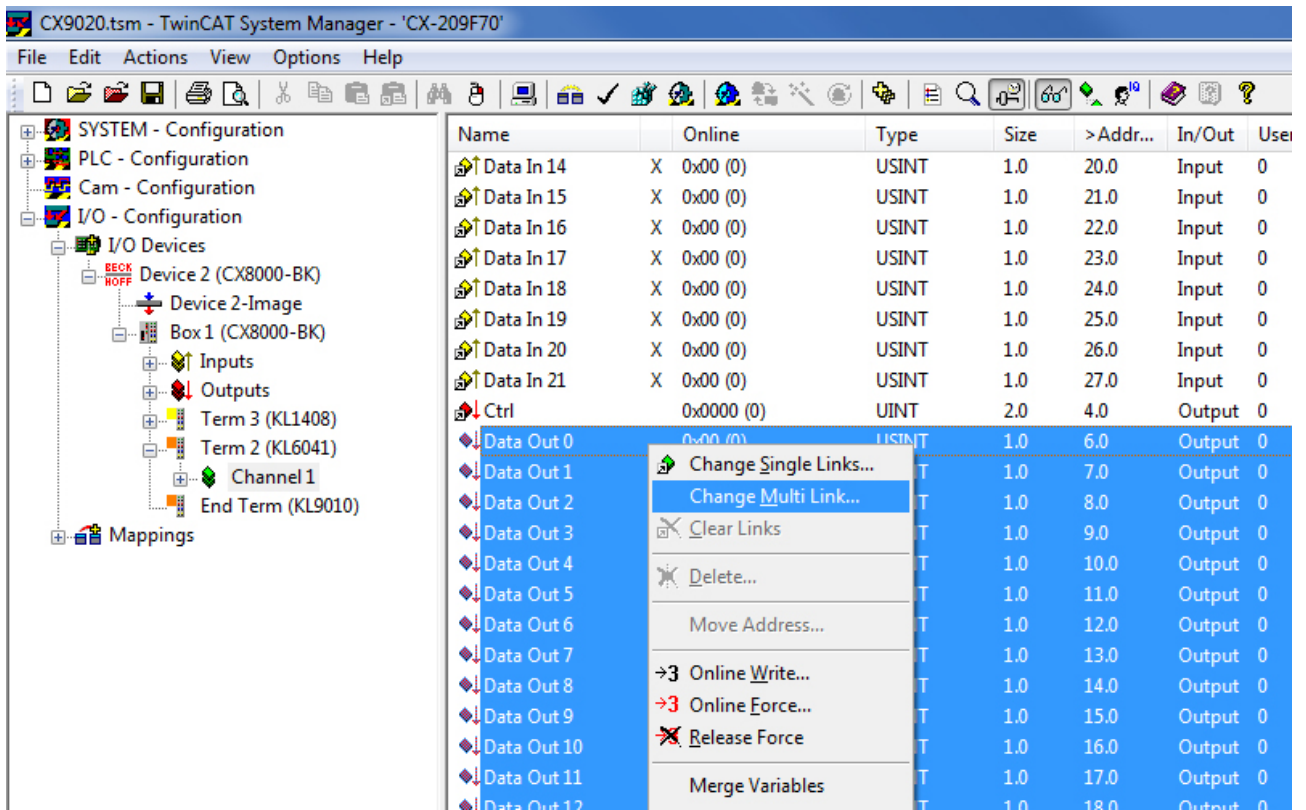 CX9020.tsm - TwinCAT System Manager - 'CX-209F70'
File Edit Actions View Options Help
SYSTEM - Configuration
PLC - Configuration
Cam - Configuration
I/O - Configuration
I/O Devices
BECK
HOFF
Device 2 (CX8000-BK)
Device 2-Image
Box 1 (CX8000-BK)
Inputs
Outputs
Term 3 (KL1408)
Term 2 (KL6041)
Channel 1
End Term (KL9010)
Mappings
Name Online Type Size >Addr... In/Out User
Data In 14 X 0x00 (0) USINT 1.0 20.0 Input 0
Data In 15 X 0x00 (0) USINT 1.0 21.0 Input 0
Data In 16 X 0x00 (0) USINT 1.0 22.0 Input 0
Data In 17 X 0x00 (0) USINT 1.0 23.0 Input 0
Data In 18 X 0x00 (0) USINT 1.0 24.0 Input 0
Data In 19 X 0x00 (0) USINT 1.0 25.0 Input 0
Data In 20 X 0x00 (0) USINT 1.0 26.0 Input 0
Data In 21 X 0x00 (0) USINT 1.0 27.0 Input 0
Ctrl 0x0000 (0) UINT 2.0 4.0 Output 0
Data Out 0 0x00 (0) USINT 1.0 6.0 Output 0
Data Out 1 T 1.0 7.0 Output 0
Data Out 2 T 1.0 8.0 Output 0
Data Out 3 T 1.0 9.0 Output 0
Data Out 4 T 1.0 10.0 Output 0
Data Out 5 T 1.0 11.0 Output 0
Data Out 6 T 1.0 12.0 Output 0
Data Out 7 T 1.0 13.0 Output 0
Data Out 8 T 1.0 14.0 Output 0
Data Out 9 T 1.0 15.0 Output 0
Data Out 10 T 1.0 16.0 Output 0
Data Out 11 T 1.0 17.0 Output 0
Data Out 12 T 1.0 18.0 Output 0
Change Single Links...
Change Multi Link...
Clear Links
Delete...
Move Address...
→3 Online Write...
→3 Online Force...
Release Force
Merge Variables